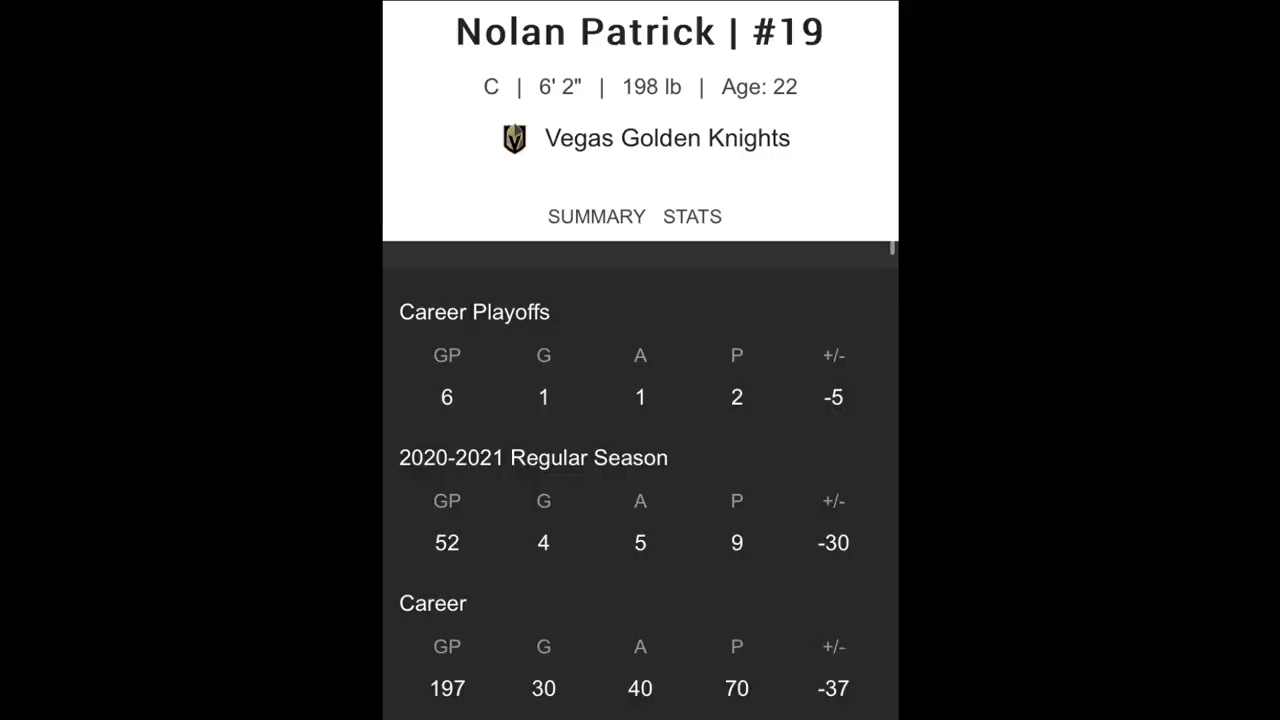 Nolan Patrick | #19
C | 6' 2" | 198 lb | Age: 22
Vegas Golden Knights
SUMMARY STATS
Career Playoffs
GP G A P +/-
6 1 1 2 -5
2020-2021 Regular Season
GP G A P +/-
52 4 5 9 -30
Career
GP G A P +/-
197 30 40 70 -37